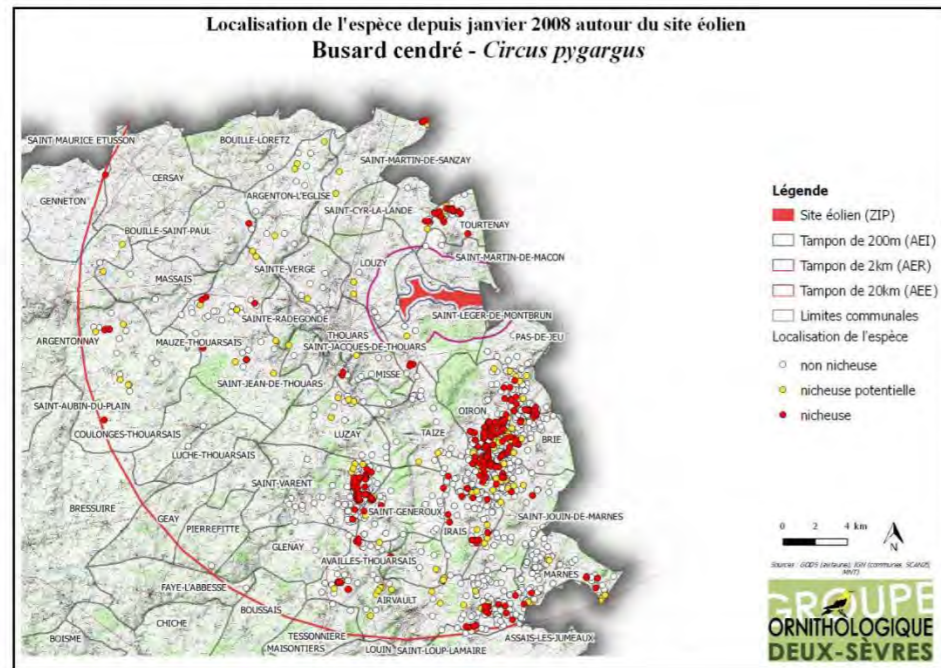 Localisation de l'espèce depuis janvier 2008 autour du site éolien
Busard cendré - Circus pygargus
SAINT-MAURICE ETUSSON
BOUILLE-LORETZ
SAINT-MARTIN-DE-SANZAY
CERSAY
GENNETON
ARGENTON-L'EGLISE
SAINT-CYR-LA-LANDE
TOURTENAY
BOUILLE-SAINT-PAUL
SAINT-MARTIN-DE-MACON
LOUZY
SAINTE-VERGE
MASSAIS
SAINTE-RADEGONDE
SAINT-LEGER-DE-MONTBRUN
THOUARS
PAS-DE-JEU
ARGENTONNAY
MAUZE-THOUARSAIS
SAINT-JACQUES-DE-THOUARS
MISSE
SAINT-JEAN-DE-THOUARS
SAINT-AUBIN-DU-PLAIN
OIRON
COULONGES-THOUARSAIS
LUZAY
TAIZE
BRIE
LUCHE-THOUARSAIS
SAINT-VARENT
BRESSUIRE
SAINT-GENEROUX
SAINT-JOUIN-DE-MARNES
GEAY
PIERREFITTE
IRAIS
GLENAY
AVAILLES-THOUARSAIS
MARNES
FAYE-L'ABBESSE
AIRVAULT
BOUSSAIS
CHICHE
BOISME
TESSONNIERE
ASSAIS-LES-JUMEAUX
MAISONTIERS
LOUIN
SAINT-LOUP-LAMAIRE
Légende
Site éolien (ZIP)
Tampon de 200m (AEI)
Tampon de 2km (AER)
Tampon de 20km (AEE)
Limites communales
Localisation de l'espèce
non nicheuse
nicheuse potentielle
nicheuse
0 2 4 km
N
Sources : GODS (avifaune), IGN (communes, SCAN25, MNT)
GROUPE
ORNITHOLOGIQUE
DEUX-SÈVRES